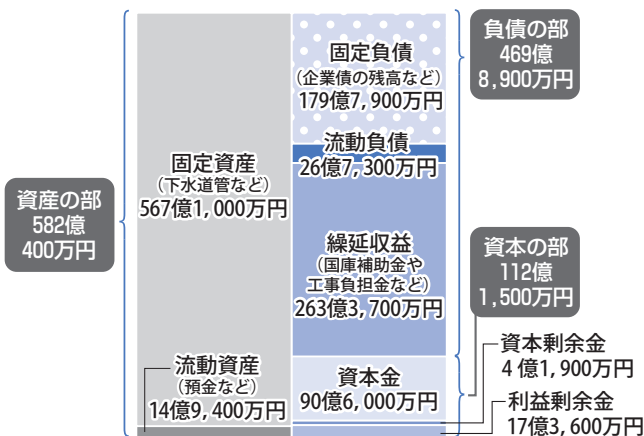 資産の部
582億
400万円
固定資産
(下水道管など)
567億1,000万円
流動資産
(預金など)
14億9,400万円
固定負債
(企業債の残高など)
179億7,900万円
流動負債
26億7,300万円
繰延収益
(国庫補助金や
工事負担金など)
263億3,700万円
資本金
90億6,000万円
負債の部
469億
8,900万円
資本の部
112億
1,500万円
資本剰余金
4億1,900万円
利益剰余金
17億3,600万円